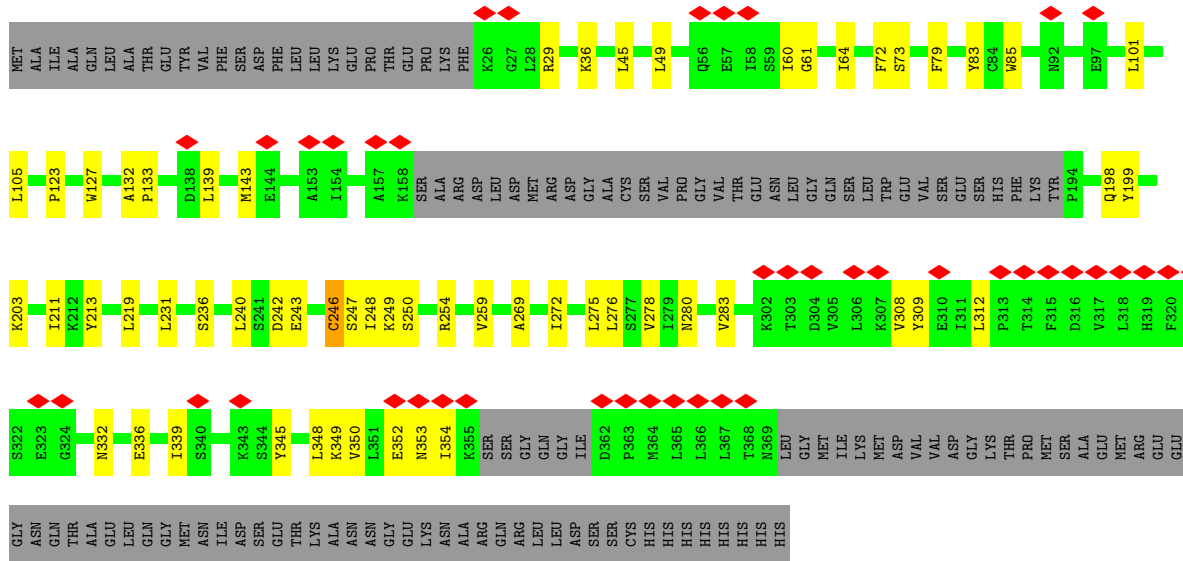 MET ALA ILE ALA GLN LEU ALA THR GLU TYR VAL PHE SER ASP PHE LEU LEU LYS GLU PRO THR GLU PRO LYS PHE K26 G27 L28 R29 K36 L45 L49 Q56 E57 I58 S59 I60 G61 I64 F72 S73 F79 Y83 C84 W85 N92 E97 L101
L105 P123 W127 A132 P133 D138 L139 M143 E144 A153 I154 A157 K158 SER ALA ARG ASP LEU ASP MET ARG ASP GLY ALA CYS SER VAL PRO GLY VAL THR GLU ASN LEU GLY GLN SER LEU TRP GLU VAL SER GLU SER HIS PHE LYS TYR P194 Q198 Y199
K203 I211 K212 Y213 L219 L231 S236 L240 S241 D242 E243 C246 S247 I248 K249 S250 R254 V259 A269 I272 L275 L276 S277 V278 I279 N280 V283 K302 T303 D304 V305 L306 K307 V308 Y309 E310 I311 L312 P313 T314 F315 D316 V317 L318 H319 F320
S322 E323 G324 N332 E336 I339 S340 K343 S344 Y345 L348 K349 V350 L351 E352 N353 I354 K355 SER SER GLY GLN GLY ILE D362 P363 M364 L365 L366 L367 T368 N369 LEU GLY MET ILE LYS MET ASP VAL VAL ASP GLY LYS THR PRO MET SER ALA GLU MET ARG GLU GLU
GLY ASN GLN THR ALA GLU LEU GLN GLY MET ASN ILE ASP SER GLU THR LYS ALA ASN ASN GLY GLU LYS ASN ALA ARG GLN ARG LEU LEU ASP SER SER CYS HIS HIS HIS HIS HIS HIS HIS HIS